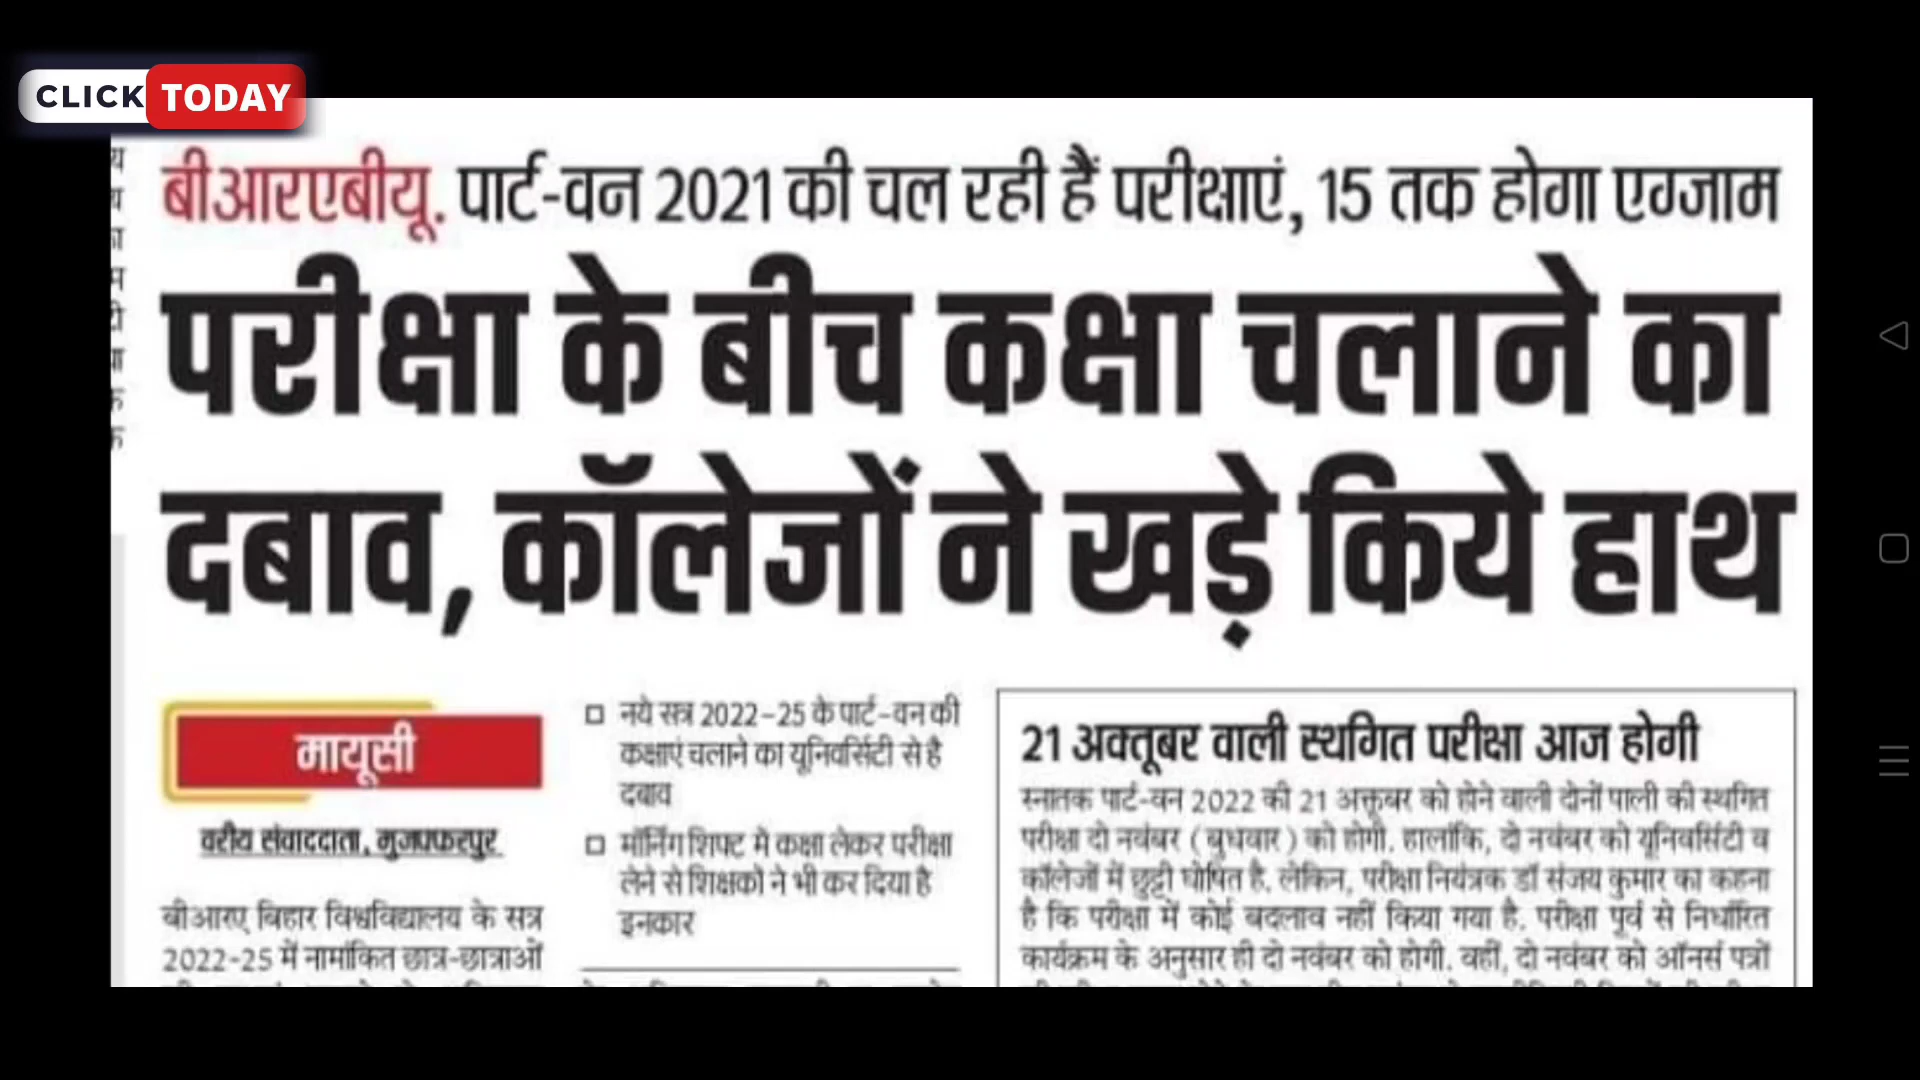 CLICK TODAY
बीआरएबीयू. पार्ट-वन 2021 की चल रही हैं परीक्षाएं, 15 तक होगा एग्जाम
परीक्षा के बीच कक्षा चलाने का
दबाव, कॉलेजों ने खड़े किये हाथ
मायूसी
वरीय संवाददाता, मुजफ्फरपुर
बीआरए बिहार विश्वविद्यालय के सत्र
2022-25 में नामांकित छात्र-छात्राओं
नये सत्र 2022-25 के पार्ट-वन की
कक्षाएं चलाने का यूनिवर्सिटी से है
दबाव
मॉर्निंग शिफ्ट में कक्षा लेकर परीक्षा
लेने से शिक्षकों ने भी कर दिया है
इनकार
21 अक्तूबर वाली स्थगित परीक्षा आज होगी
स्नातक पार्ट-वन 2022 की 21 अक्तूबर को होने वाली दोनों पाली की स्थगित
परीक्षा दो नवंबर (बुधवार) को होगी. हालांकि, दो नवंबर को यूनिवर्सिटी व
कॉलेजों में छुट्टी घोषित है. लेकिन, परीक्षा नियंत्रक डॉ संजय कुमार का कहना
है कि परीक्षा में कोई बदलाव नहीं किया गया है. परीक्षा पूर्व से निर्धारित
कार्यक्रम के अनुसार ही दो नवंबर को होगी. वहीं, दो नवंबर को ऑनर्स पत्रों